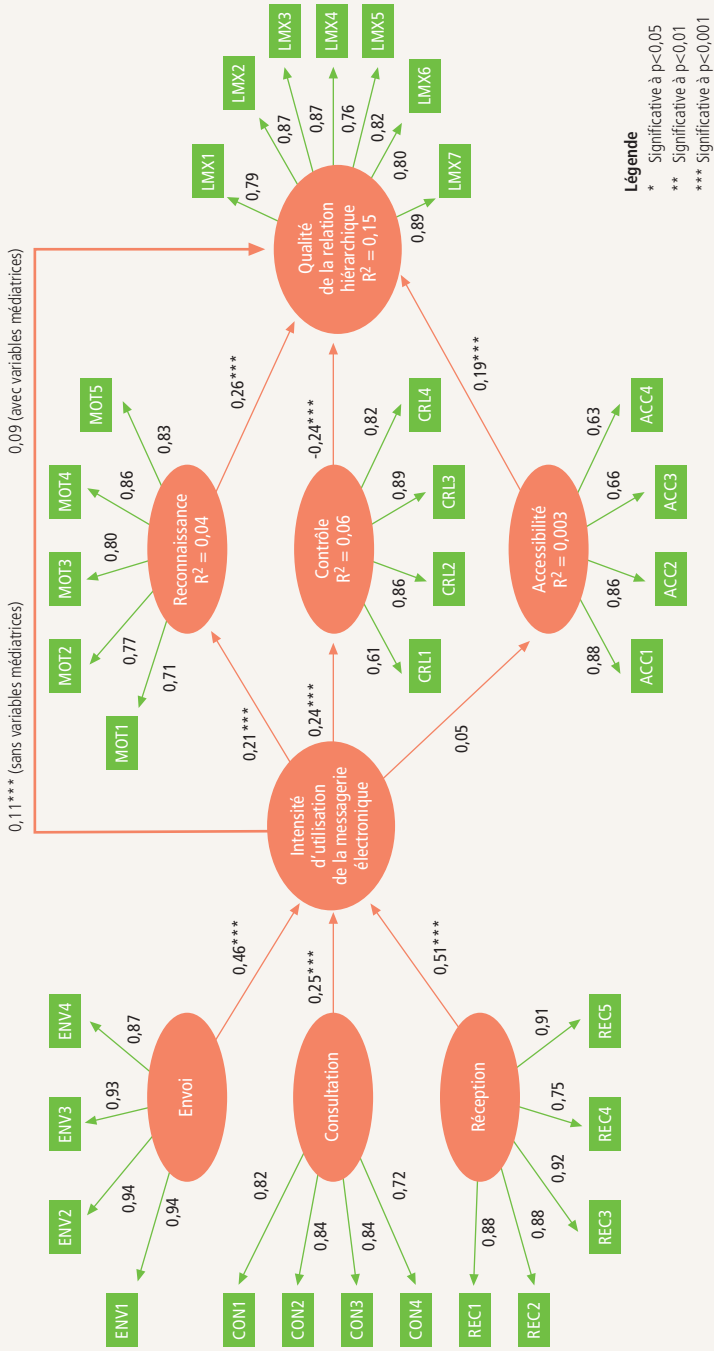 0,11*** (sans variables médiatrices)
0,09 (avec variables médiatrices)
ENV1
ENV2
ENV3
ENV4
0,94
0,94
0,93
0,87
Envoi
0,46***
CON1
CON2
CON3
CON4
0,82
0,84
0,84
0,72
Consultation
0,25***
REC1
REC2
REC3
REC4
REC5
0,88
0,88
0,92
0,75
0,91
Réception
0,51***
Intensité
d'utilisation
de la messagerie
électronique
0,21***
0,24***
0,05
MOT1
MOT2
MOT3
MOT4
MOT5
0,71
0,77
0,80
0,86
0,83
Reconnaissance
R² = 0,04
0,26***
Contrôle
R² = 0,06
-0,24***
CRL1
CRL2
CRL3
CRL4
0,61
0,86
0,89
0,82
Accessibilité
R² = 0,003
0,19***
ACC1
ACC2
ACC3
ACC4
0,88
0,86
0,66
0,63
Qualité
de la relation
hiérarchique
R² = 0,15
LMX1
LMX2
LMX3
LMX4
LMX5
LMX6
LMX7
0,79
0,87
0,87
0,76
0,82
0,80
0,89
Légende
* Significative à p<0,05
** Significative à p<0,01
*** Significative à p<0,001